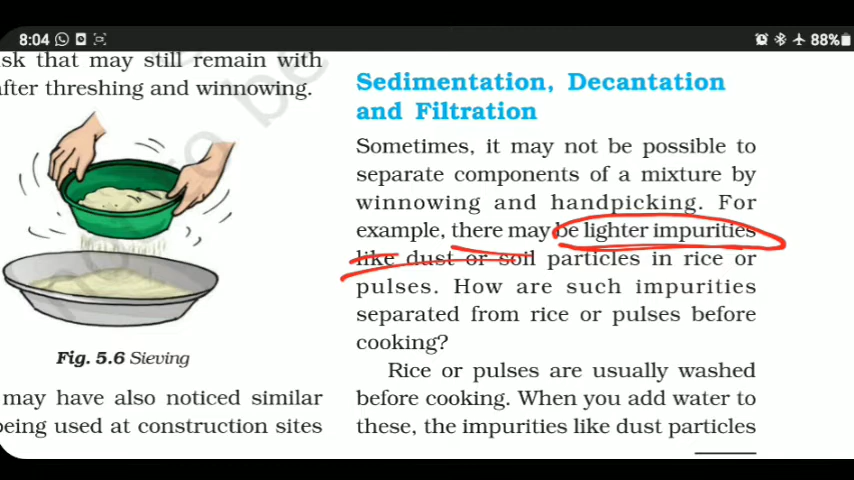 8:04
88%
sk that may still remain with
after threshing and winnowing.
Fig. 5.6 Sieving
may have also noticed similar
being used at construction sites
Sedimentation, Decantation
and Filtration
Sometimes, it may not be possible to
separate components of a mixture by
winnowing and handpicking. For
example, there may be lighter impurities
like dust or soil particles in rice or
pulses. How are such impurities
separated from rice or pulses before
cooking?
Rice or pulses are usually washed
before cooking. When you add water to
these, the impurities like dust particles